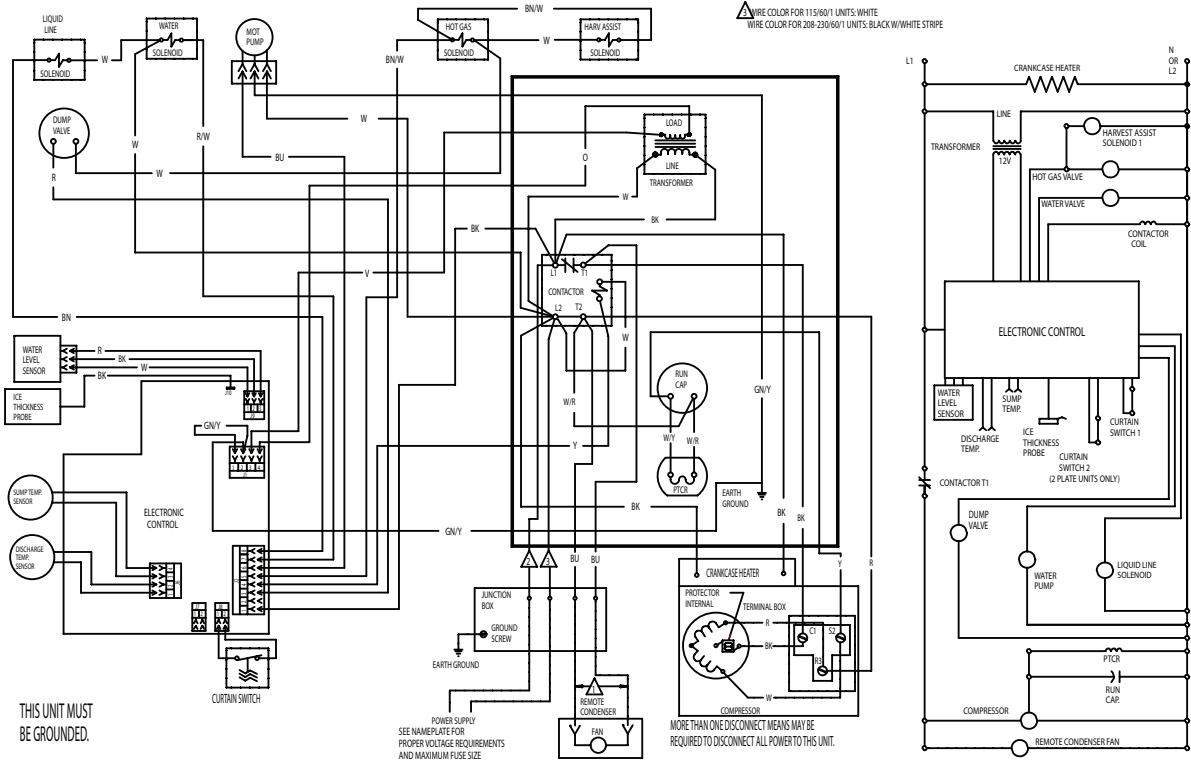 3 WIRE COLOR FOR 115/60/1 UNITS: WHITE
WIRE COLOR FOR 208-230/60/1 UNITS: BLACK W/WHITE STRIPE
LIQUID
LINE
SOLENOID
W
WATER
SOLENOID
MOT
PUMP
BN/W
HOT GAS
SOLENOID
W
HARV ASSIST
SOLENOID
BN/W
DUMP
VALVE
R
W
W
R/W
BU
W
O
LOAD
LINE
TRANSFORMER
W
BK
BK
V
L1
T1
CONTACTOR
L2
T2
W
BN
WATER
LEVEL
SENSOR
R
BK
W
BK
ICE
THICKNESS
PROBE
J10
GN/Y
1 2 3 4
J1
RUN
CAP
W/R
W/Y
W/R
PTCR
Y
GN/Y
SUMP TEMP.
SENSOR
DISCHARGE
TEMP.
SENSOR
ELECTRONIC
CONTROL
GN/Y
BK
EARTH
GROUND
BK
BK
Y
R
CURTAIN SWITCH
THIS UNIT MUST
BE GROUNDED.
2
3
BU
BU
JUNCTION
BOX
GROUND
SCREW
EARTH GROUND
POWER SUPPLY
SEE NAMEPLATE FOR
PROPER VOLTAGE REQUIREMENTS
AND MAXIMUM FUSE SIZE
1
REMOTE
CONDENSER
FAN
CRANKCASE HEATER
PROTECTOR
INTERNAL
TERMINAL BOX
R
BK
W
C1
S2
R3
COMPRESSOR
MORE THAN ONE DISCONNECT MEANS MAY BE
REQUIRED TO DISCONNECT ALL POWER TO THIS UNIT.
L1
N
OR
L2
CRANKCASE HEATER
LINE
TRANSFORMER
12V
HARVEST ASSIST
SOLENOID 1
HOT GAS VALVE
WATER VALVE
CONTACTOR
COIL
ELECTRONIC CONTROL
WATER
LEVEL
SENSOR
DISCHARGE
TEMP.
SUMP
TEMP.
ICE
THICKNESS
PROBE
CURTAIN
SWITCH 2
(2 PLATE UNITS ONLY)
CURTAIN
SWITCH 1
CONTACTOR T1
DUMP
VALVE
WATER
PUMP
LIQUID LINE
SOLENOID
PTCR
RUN
CAP.
COMPRESSOR
REMOTE CONDENSER FAN